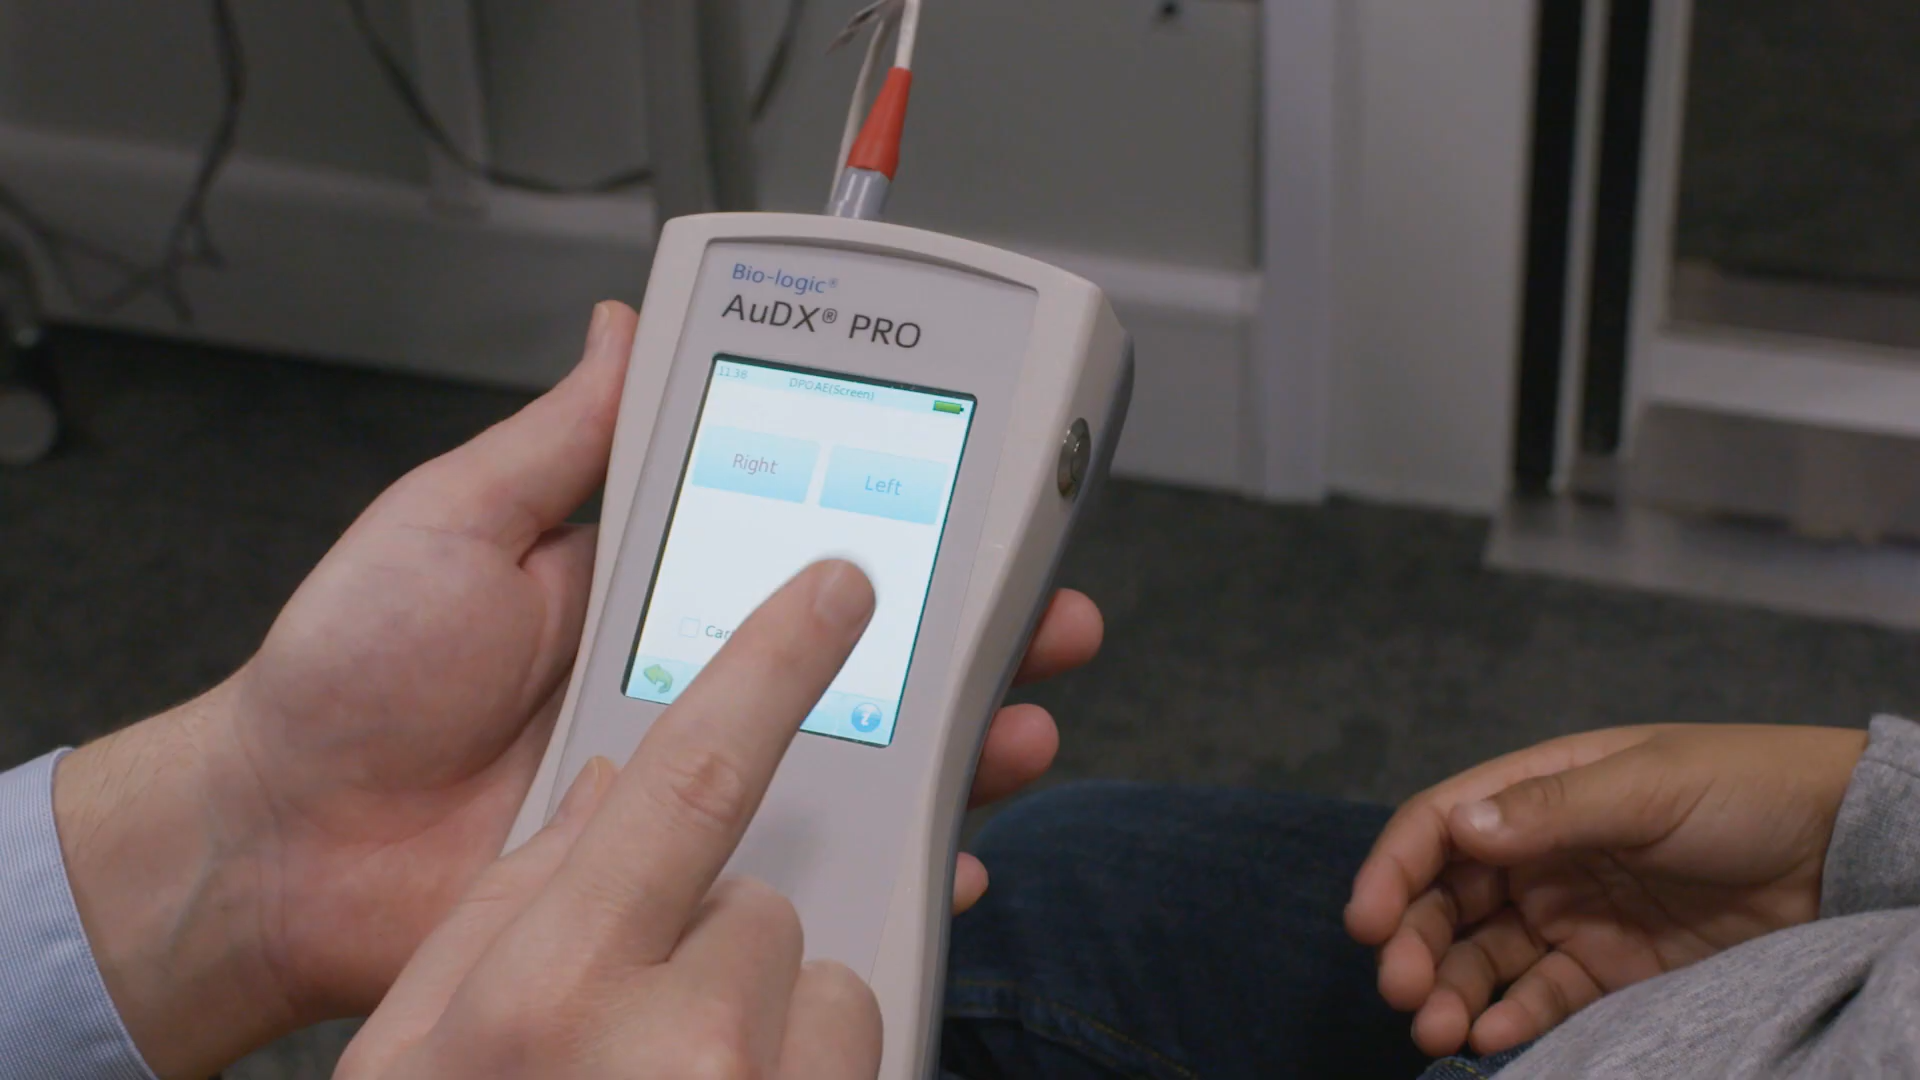 Bio-logic®
AuDX® PRO
11:38 DPOAE(Screen)
Right Left
i